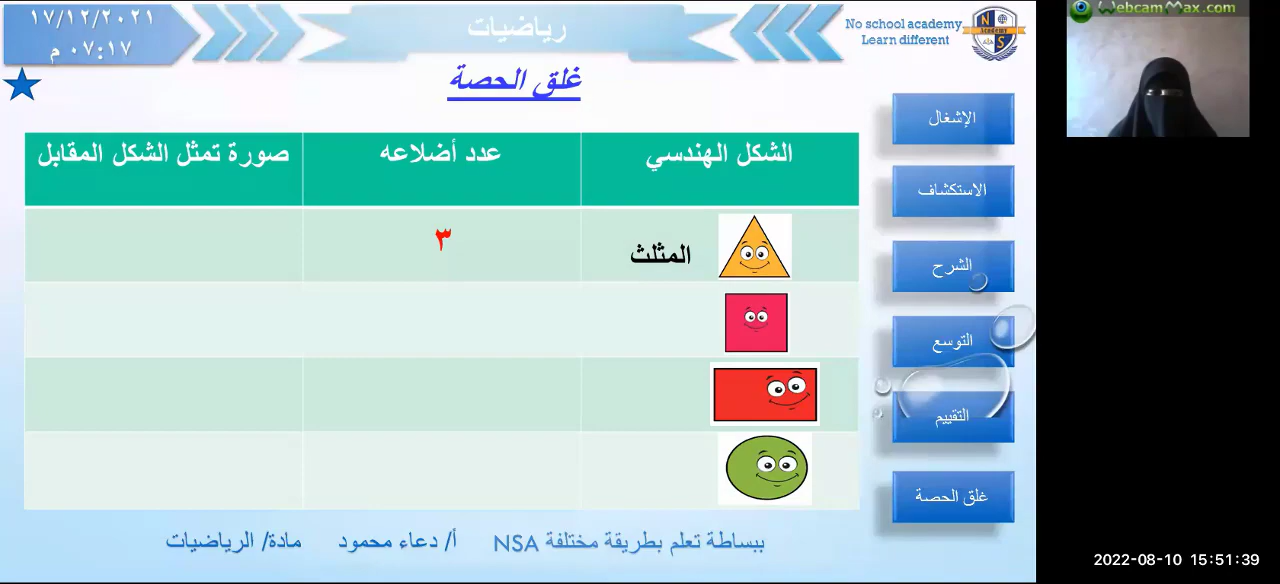 ١٧/١٢/٢٠٢١
٠٧:١٧ م
رياضيات
No school academy
Learn different
WebcamMax.com
غلق الحصة
الشكل الهندسي
عدد أضلاعه
صورة تمثل الشكل المقابل
المثلث
٣
الإشغال
الاستكشاف
الشرح
التوسع
التقييم
غلق الحصة
ببساطة تعلم بطريقة مختلفة NSA
أ/ دعاء محمود
مادة/ الرياضيات
2022-08-10 15:51:39